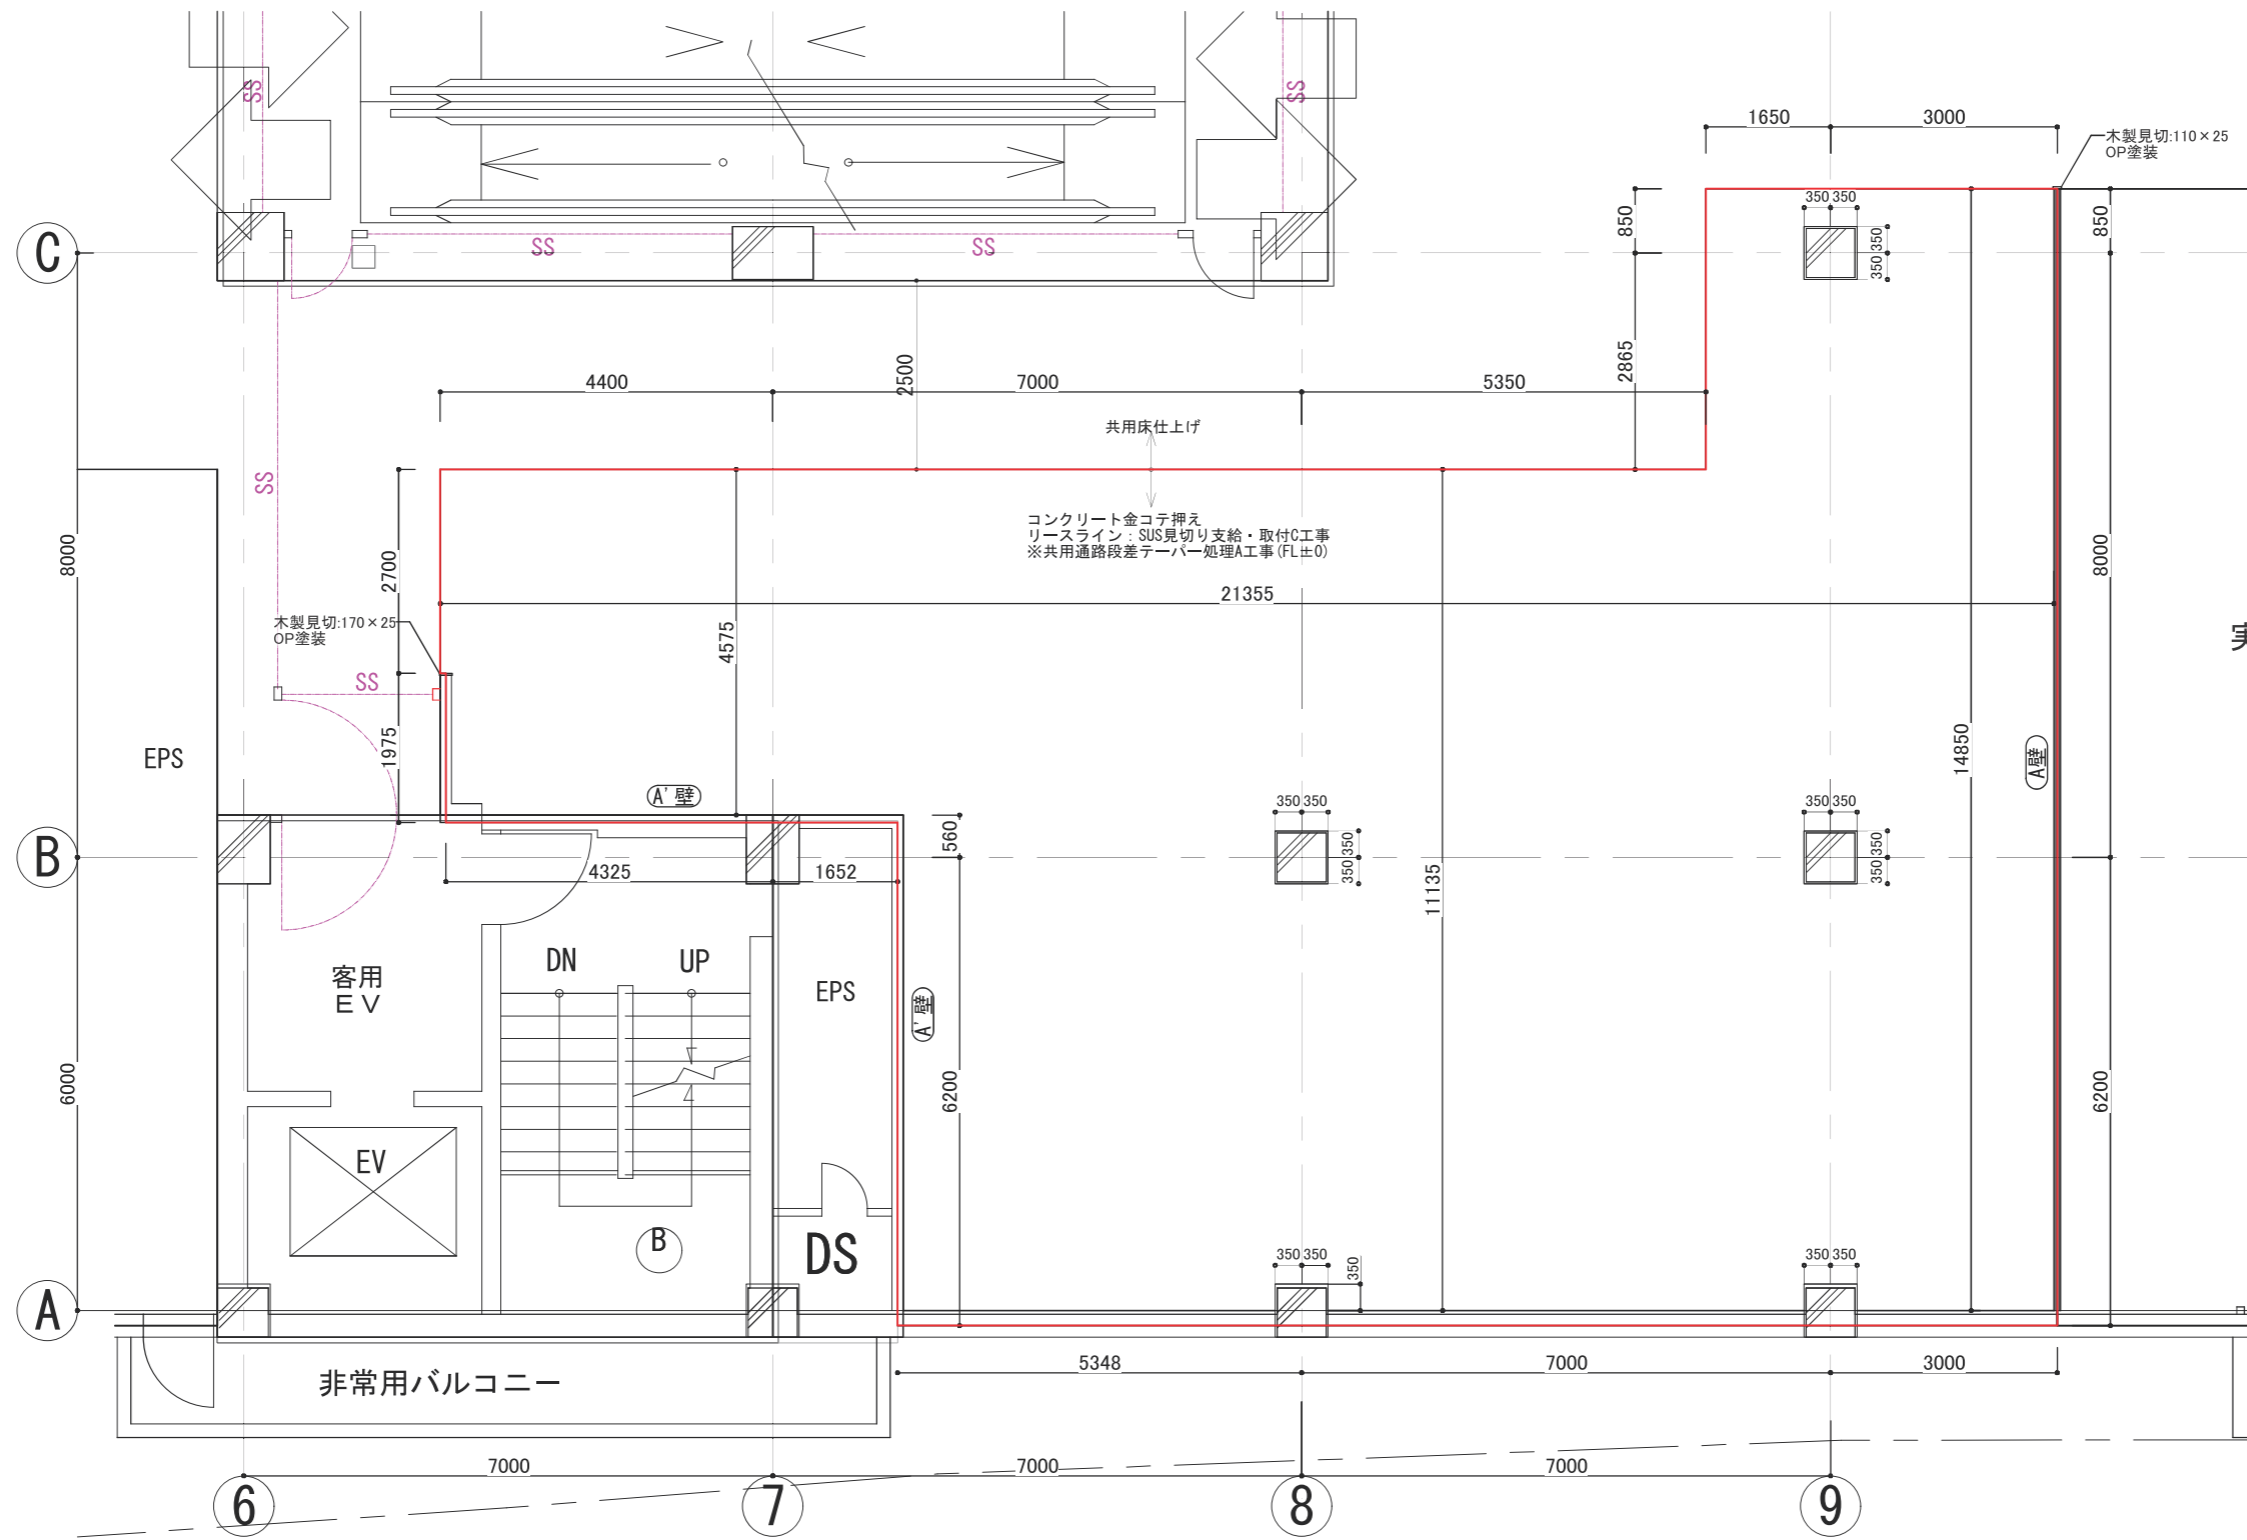 SS
SS
1650
3000
木製見切:110×25
OP塗装
850
350 350
350
350
850
C
SS
SS
2865
2500
4400
7000
5350
共用床仕上げ
SS
コンクリート金コテ押え
リースライン：SUS見切り支給・取付C工事
※共用通路段差テーパー処理A工事(FL±0)
8000
2700
8000
21355
木製見切:170×25
OP塗装
4575
SS
1975
EPS
14850
A壁
A'壁
350 350
350 350
560
350
350
350
350
B
4325
1652
11135
DN
UP
客用
ＥＶ
EPS
A'壁
6000
6200
6200
EV
B
DS
350 350
350
350 350
A
5348
7000
3000
非常用バルコニー
7000
7000
7000
6
7
8
9